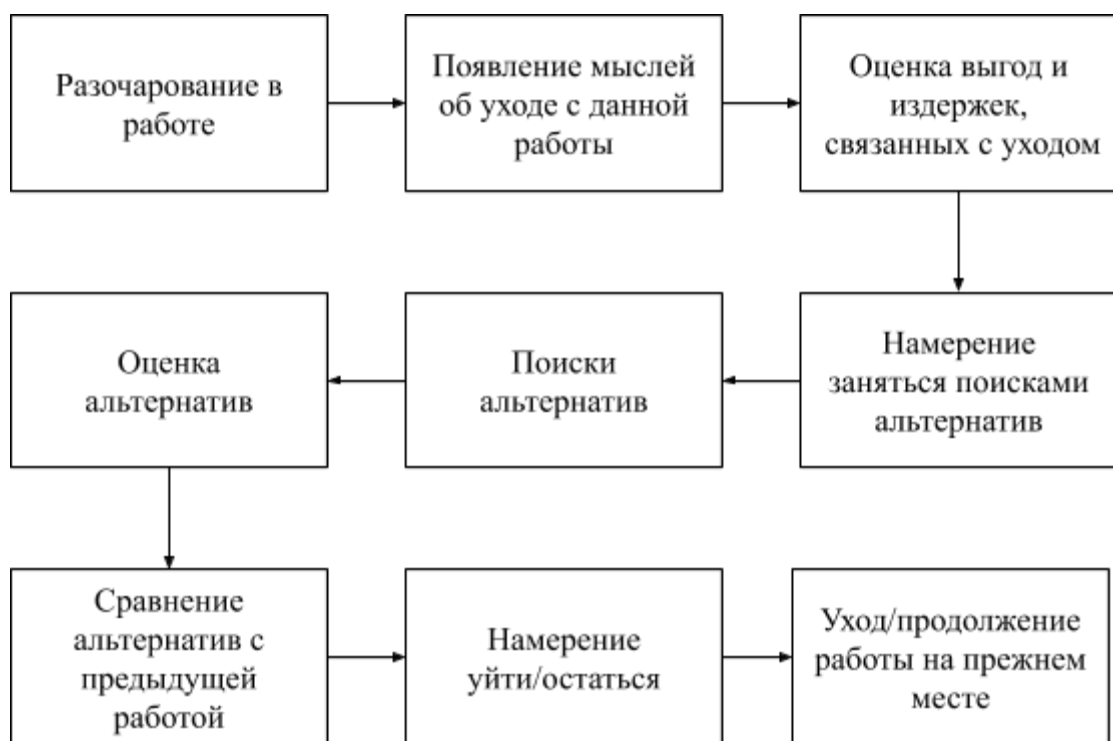 Разочарование в
работе
Появление мыслей
об уходе с данной
работы
Оценка выгод и
издержек,
связанных с уходом
Оценка
альтернатив
Поиски
альтернатив
Намерение
заняться поисками
альтернатив
Сравнение
альтернатив с
предыдущей
работой
Намерение
уйти/остаться
Уход/продолжение
работы на прежнем
месте